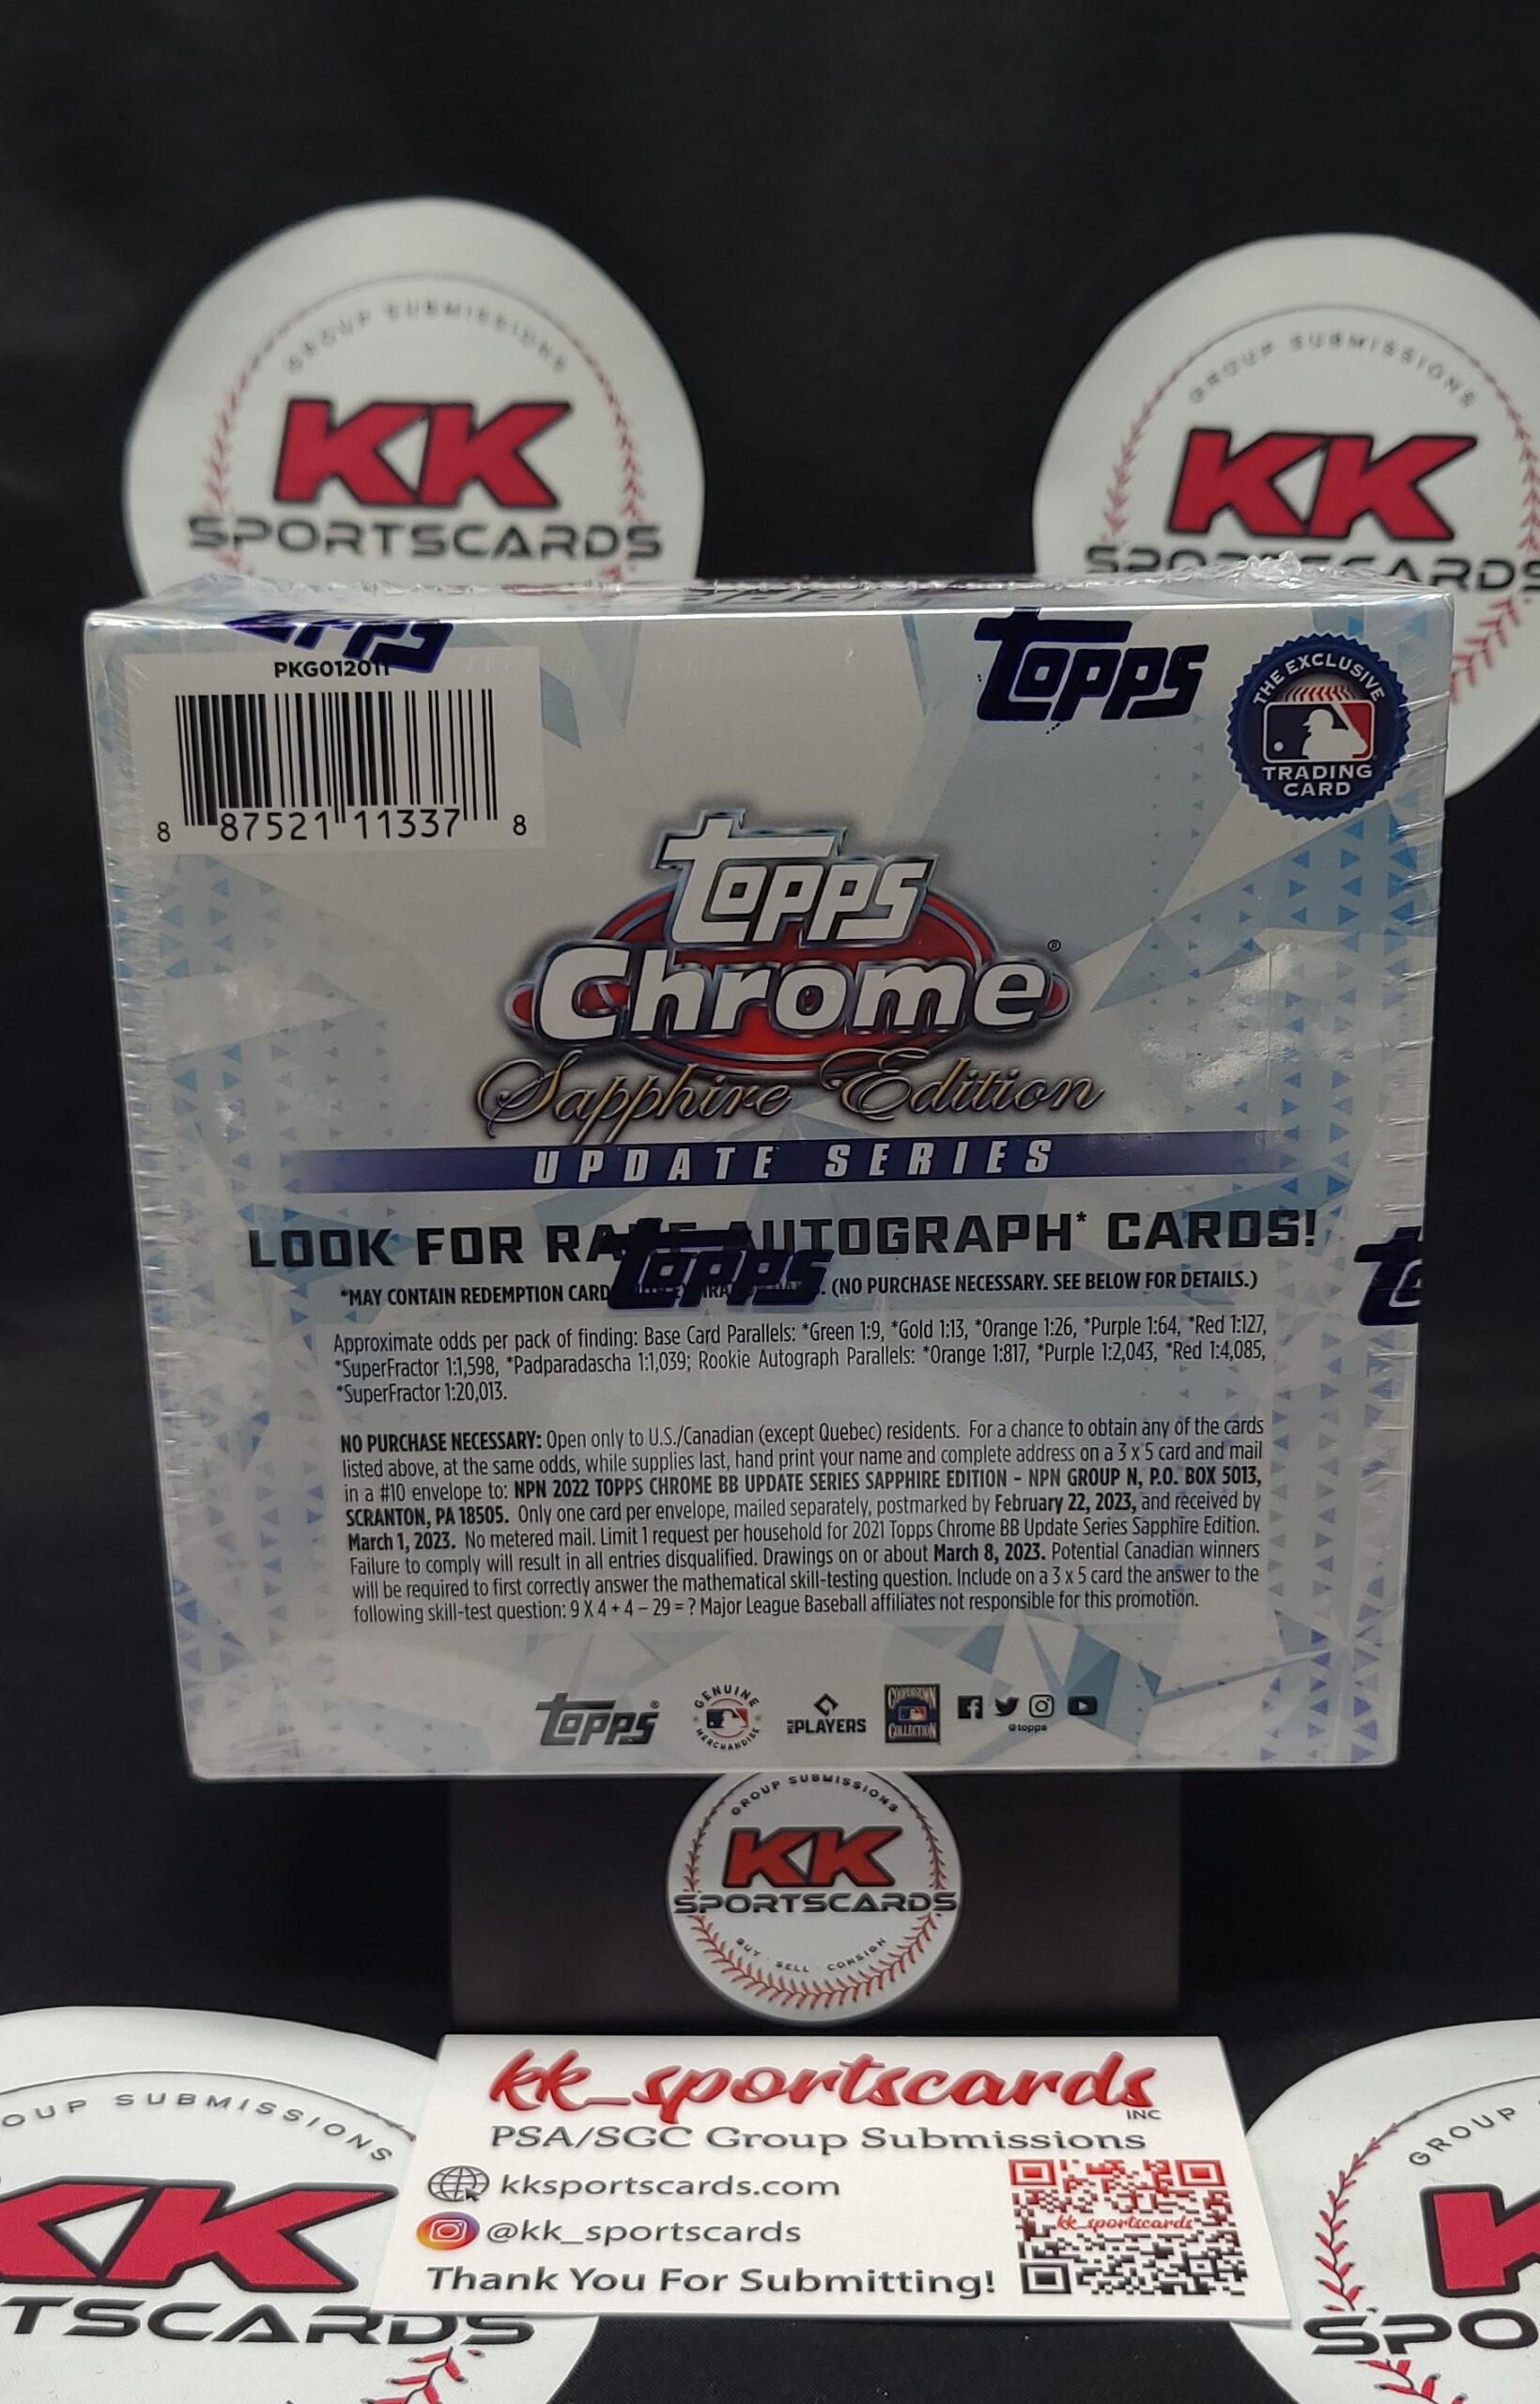 GROUP SUBMISSIONS
KK
SPORTSCARDS
GROUP SUBMISSIONS
KK
SPORTSCARDS
Topps
Topps
PKG012011
8 87521 11337 8
THE EXCLUSIVE
TRADING
CARD
Topps
Chrome®
Sapphire Edition
UPDATE SERIES
LOOK FOR RARE AUTOGRAPH* CARDS!
Topps
*MAY CONTAIN REDEMPTION CARD (NO PURCHASE NECESSARY. SEE BELOW FOR DETAILS.)
Approximate odds per pack of finding: Base Card Parallels: *Green 1:9, *Gold 1:13, *Orange 1:26, *Purple 1:64, *Red 1:127,
*SuperFractor 1:1,598, *Padparadascha 1:1,039; Rookie Autograph Parallels: *Orange 1:817, *Purple 1:2,043, *Red 1:4,085,
*SuperFractor 1:20,013.
NO PURCHASE NECESSARY: Open only to U.S./Canadian (except Quebec) residents. For a chance to obtain any of the cards
listed above, at the same odds, while supplies last, hand print your name and complete address on a 3 x 5 card and mail
in a #10 envelope to: NPN 2022 TOPPS CHROME BB UPDATE SERIES SAPPHIRE EDITION – NPN GROUP N, P.O. BOX 5013,
SCRANTON, PA 18505. Only one card per envelope, mailed separately, postmarked by February 22, 2023, and received by
March 1, 2023. No metered mail. Limit 1 request per household for 2021 Topps Chrome BB Update Series Sapphire Edition.
Failure to comply will result in all entries disqualified. Drawings on or about March 8, 2023. Potential Canadian winners
will be required to first correctly answer the mathematical skill-testing question. Include on a 3 x 5 card the answer to the
following skill-test question: 9 X 4 + 4 – 29 = ? Major League Baseball affiliates not responsible for this promotion.
Topps®
GENUINE
MERCHANDISE
MLB PLAYERS
COOPERSTOWN
COLLECTION
@topps
GROUP SUBMISSIONS
KK
SPORTSCARDS
BUY · SELL · CONSIGN
kk_sportscards
INC
PSA/SGC Group Submissions
kksportscards.com
@kk_sportscards
Thank You For Submitting!
kk_sportscards
OUP SUBMISSIONS
KK
TSCARDS
GROUP
K
SPO